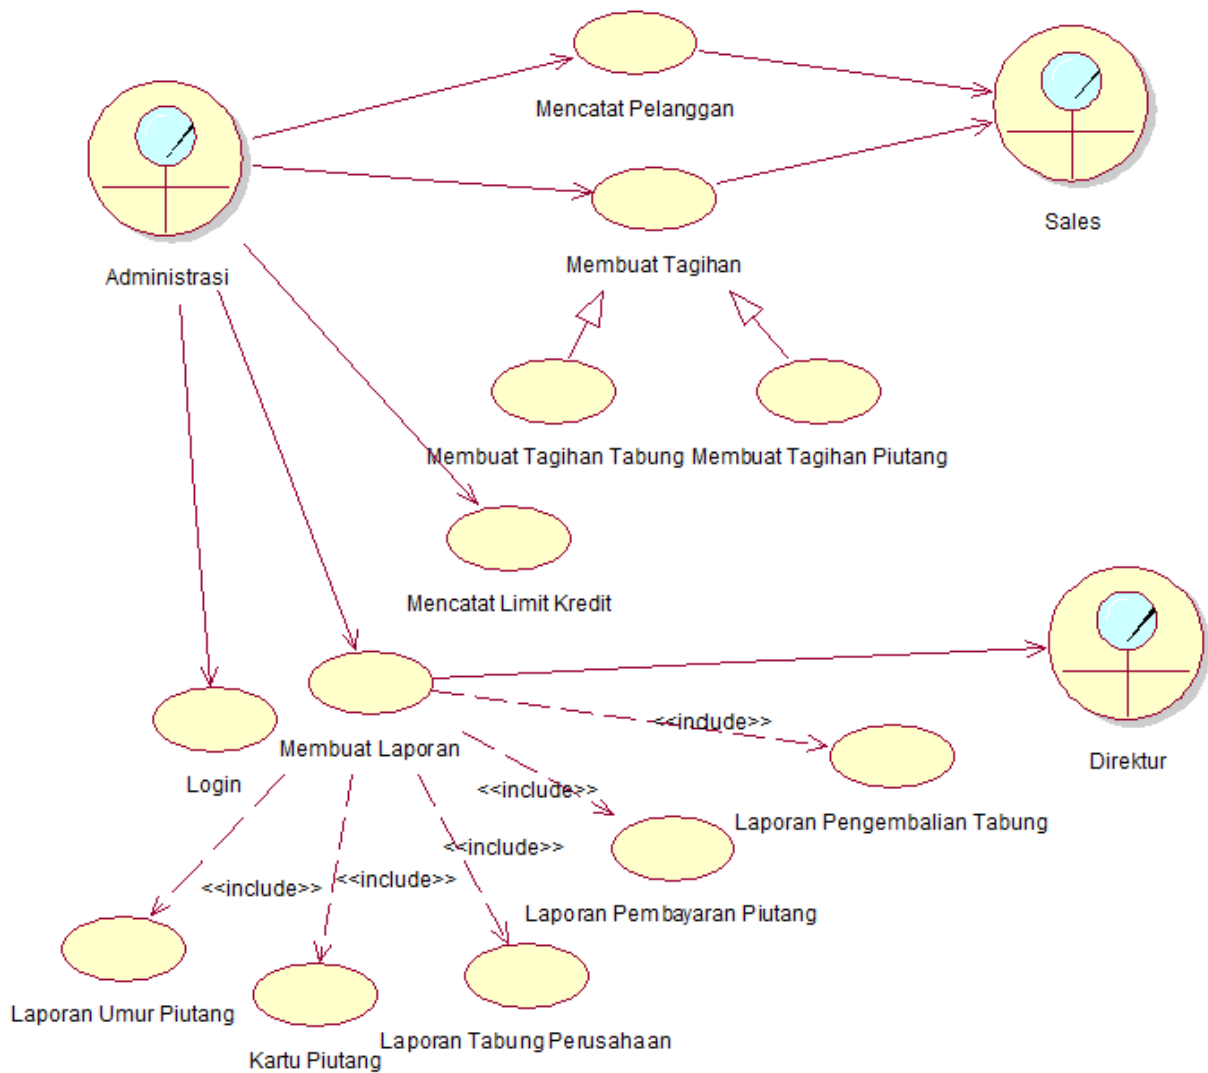 Mencatat Pelanggan
Sales
Administrasi
Membuat Tagihan
Membuat Tagihan Tabung
Membuat Tagihan Piutang
Mencatat Limit Kredit
<<include>>
Membuat Laporan
Direktur
Login
<<include>>
Laporan Pengembalian Tabung
<<include>>
<<include>>
<<include>>
Laporan Pembayaran Piutang
Laporan Umur Piutang
Laporan Tabung Perusahaan
Kartu Piutang